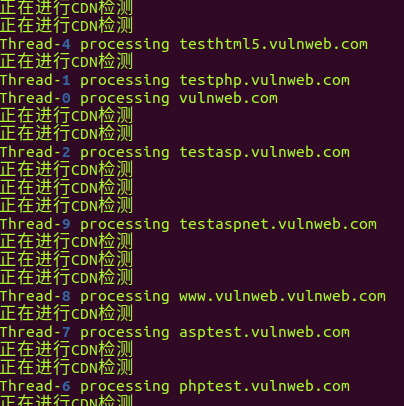 正在进行CDN检测
正在进行CDN检测
Thread-4 processing testhtml5.vulnweb.com
正在进行CDN检测
Thread-1 processing testphp.vulnweb.com
Thread-0 processing vulnweb.com
正在进行CDN检测
正在进行CDN检测
Thread-2 processing testasp.vulnweb.com
正在进行CDN检测
正在进行CDN检测
正在进行CDN检测
Thread-9 processing testaspnet.vulnweb.com
正在进行CDN检测
正在进行CDN检测
正在进行CDN检测
Thread-8 processing www.vulnweb.vulnweb.com
正在进行CDN检测
Thread-7 processing asptest.vulnweb.com
正在进行CDN检测
正在进行CDN检测
Thread-6 processing phptest.vulnweb.com
正在进行CDN检测